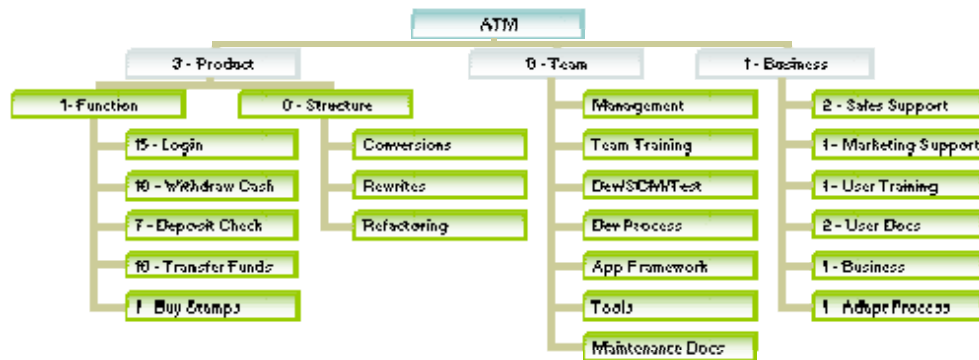 ATM
3 - Product
0 - Team
1 - Business
1- Function
0 - Structure
Management
2 - Sales Support
15 - Login
Conversions
Team Training
1 - Marketing Support
10 - Withdraw Cash
Rewrites
Dev/SCM/Test
1 - User Training
7 - Deposit Check
Refactoring
Dev Process
2 - User Docs
10 - Transfer Funds
App Framework
1 - Business
1 - Buy Stamps
Tools
1 - Adapt Process
Maintenance Docs